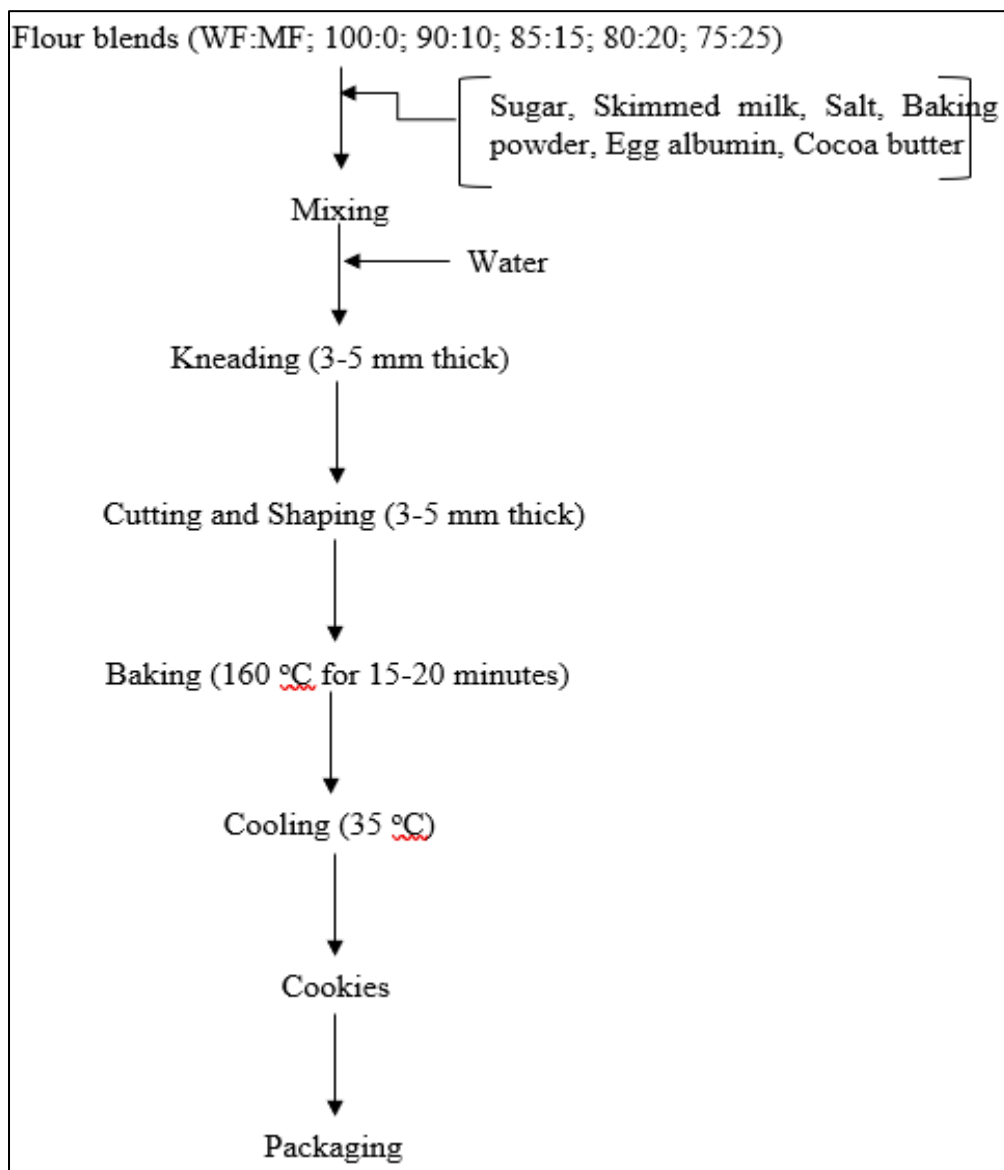 Flour blends (WF:MF; 100:0; 90:10; 85:15; 80:20; 75:25)
Sugar, Skimmed milk, Salt, Baking
powder, Egg albumin, Cocoa butter
Mixing
Water
Kneading (3-5 mm thick)
Cutting and Shaping (3-5 mm thick)
Baking (160 ºC for 15-20 minutes)
Cooling (35 ºC)
Cookies
Packaging